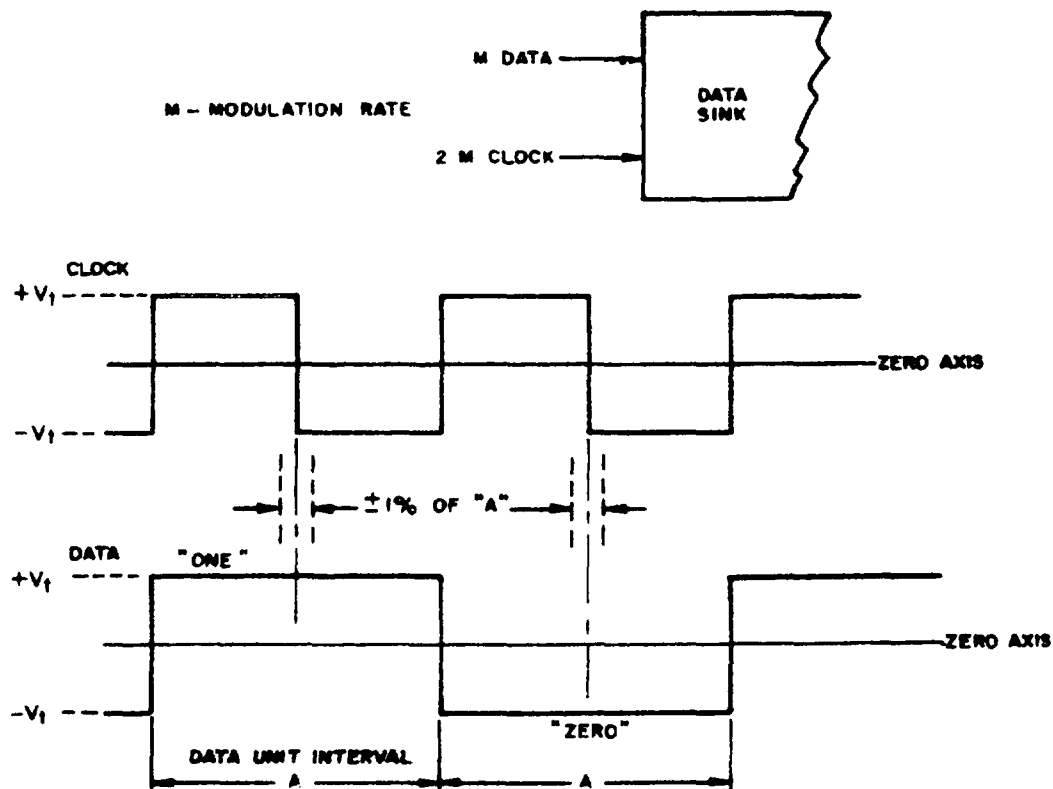 M DATA
M - MODULATION RATE
DATA
SINK
2 M CLOCK
CLOCK
+V₁
ZERO AXIS
-V₁
±1% OF "A"
DATA
"ONE"
+V₁
ZERO AXIS
-V₁
"ZERO"
DATA UNIT INTERVAL
A
A